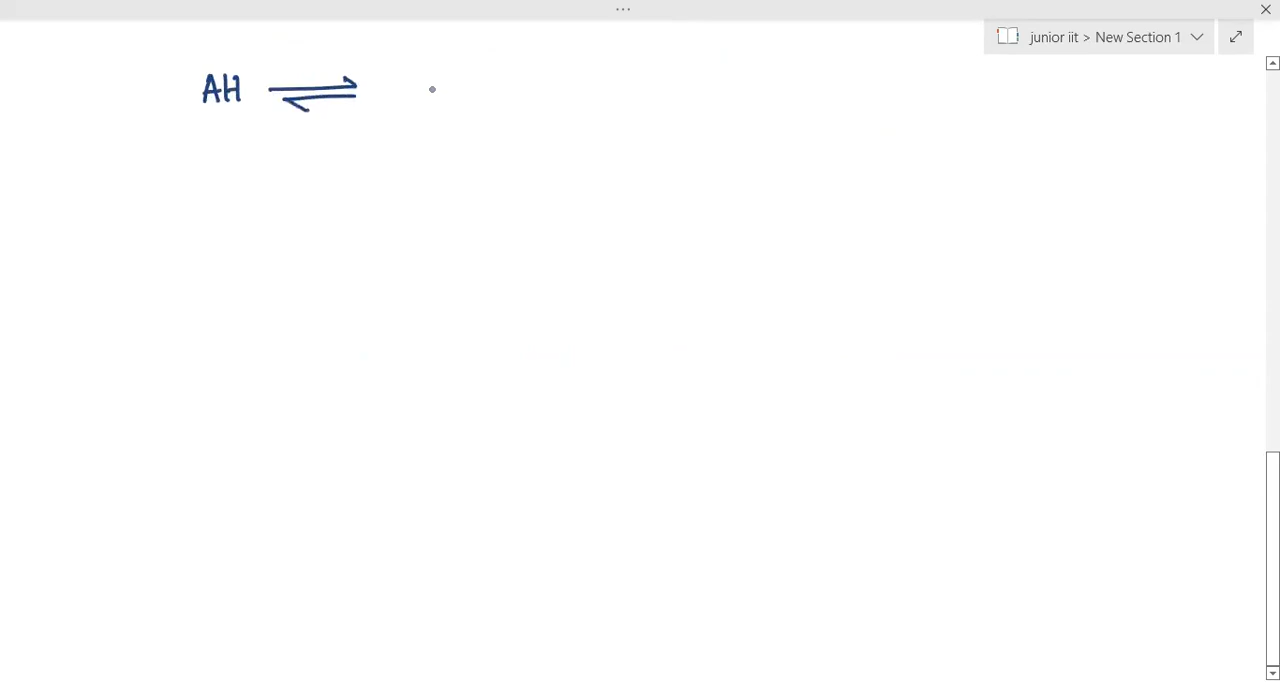 junior iit > New Section 1
AH ⇌